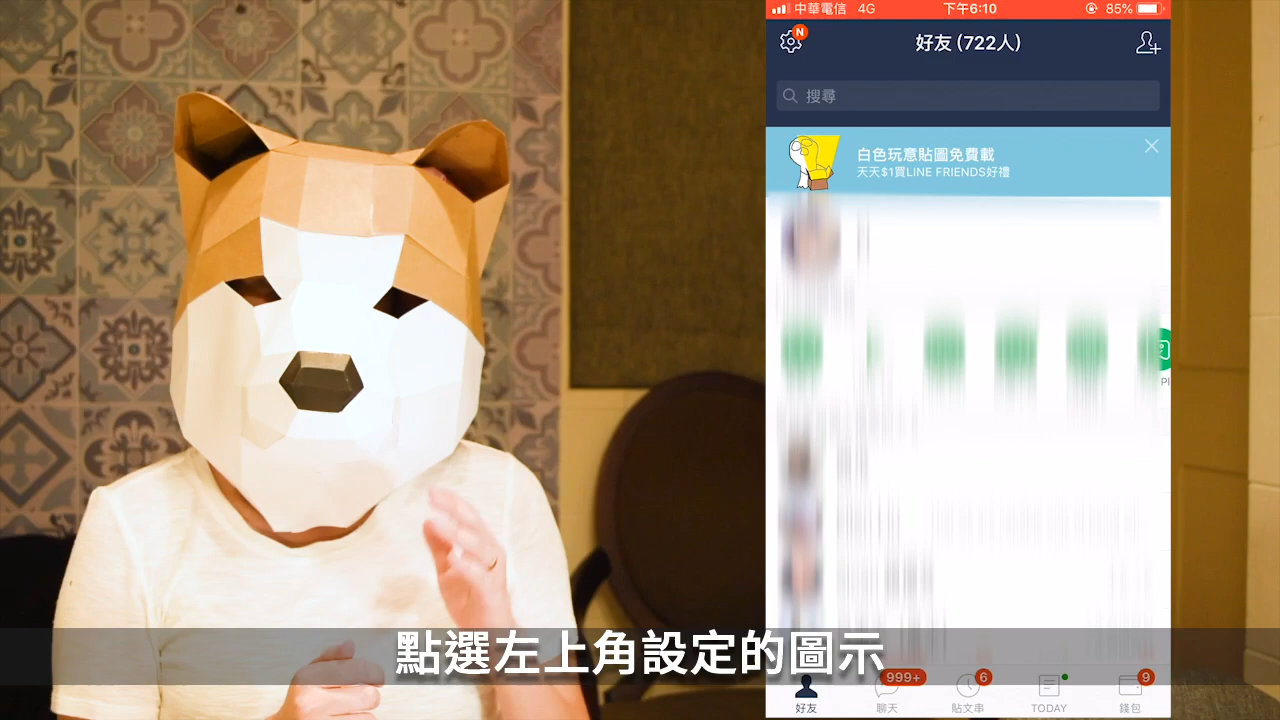 中華電信 4G 下午6:10 85%
N
好友 (722人)
搜尋
白色玩意貼圖免費載
天天$1買LINE FRIENDS好禮
點選左上角設定的圖示
999+ 6 9
好友 聊天 貼文串 TODAY 錢包